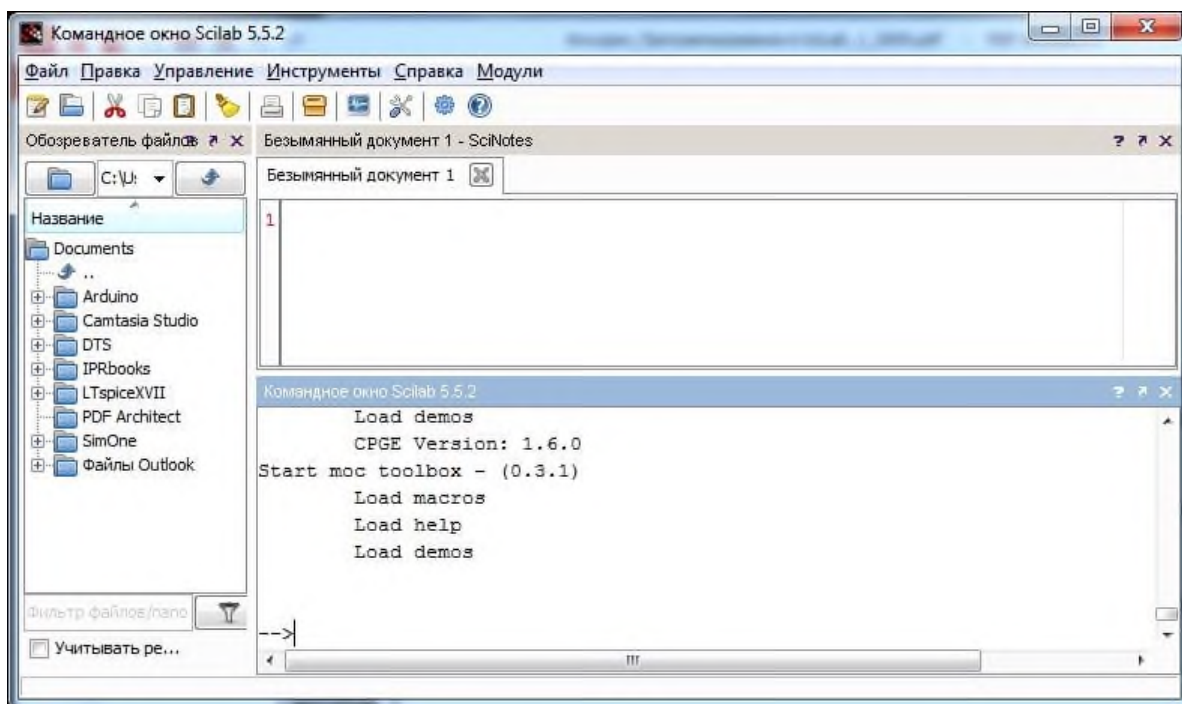 Командное окно Scilab 5.5.2
Файл Правка Управление Инструменты Справка Модули
Обозреватель файлов
Безымянный документ 1 - SciNotes
C:\U:
Безымянный документ 1
Название
1
Documents
..
Arduino
Camtasia Studio
DTS
IPRbooks
LTspiceXVII
PDF Architect
SimOne
Файлы Outlook
Командное окно Scilab 5.5.2
Load demos
CPGE Version: 1.6.0
Start moc toolbox - (0.3.1)
Load macros
Load help
Load demos
-->
Фильтр файлов/папо
Учитывать ре...